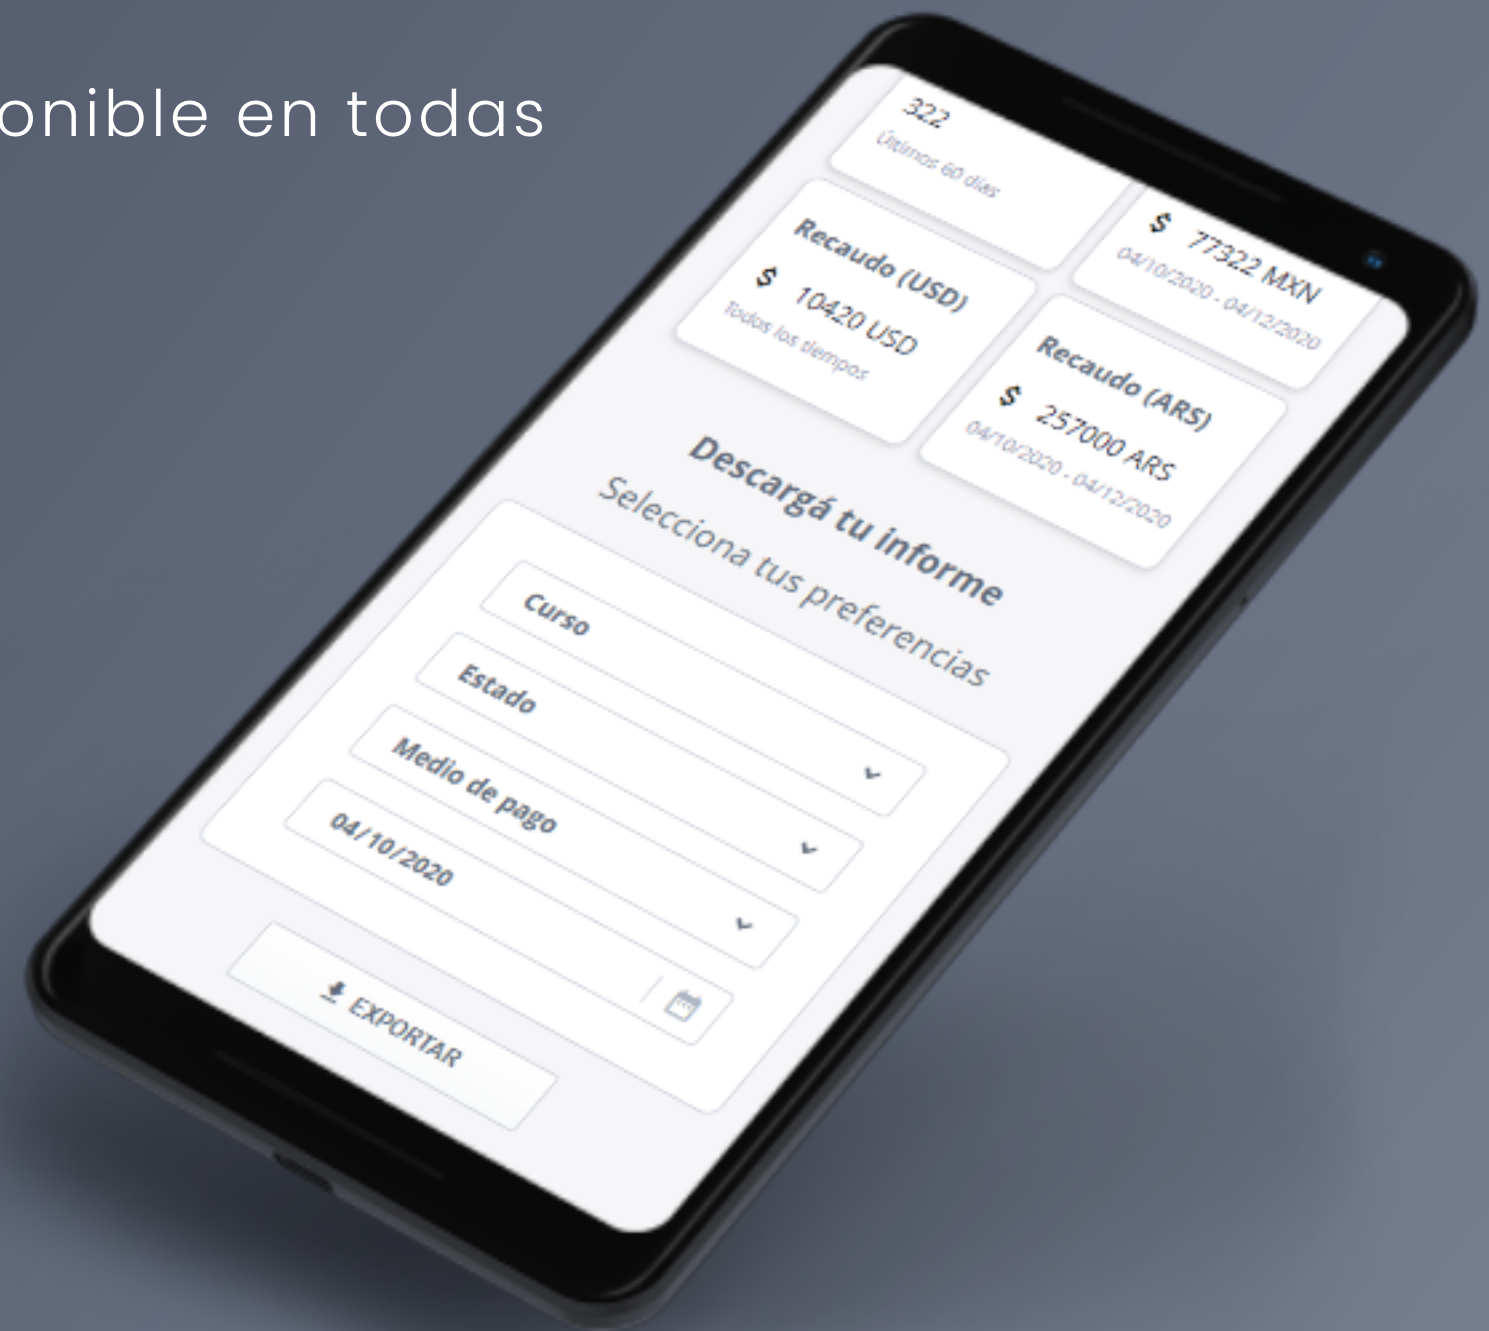 onible en todas
322
Últimos 60 días
$ 77322 MXN
04/10/2020 - 04/12/2020
Recaudo (USD)
$ 10420 USD
Todos los tiempos
Recaudo (ARS)
$ 257000 ARS
04/10/2020 - 04/12/2020
Descargá tu informe
Selecciona tus preferencias
Curso
Estado
Medio de pago
04/10/2020
EXPORTAR